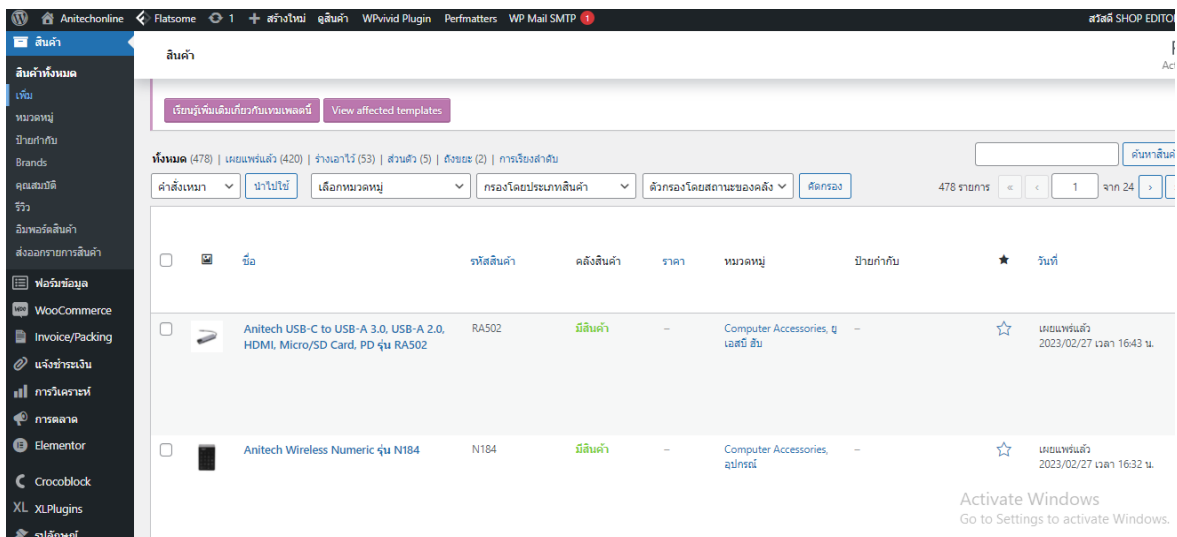 Anitechonline Flatsome 1 + สร้างใหม่ ดูสินค้า WPvivid Plugin Perfmatters WP Mail SMTP 1 สวัสดี SHOP EDITOR
สินค้า
สินค้าทั้งหมด
เพิ่ม
หมวดหมู่
ป้ายกำกับ
Brands
คุณสมบัติ
รีวิว
อิมพอร์ตสินค้า
ส่งออกรายการสินค้า
ฟอร์มข้อมูล
WooCommerce
Invoice/Packing
แจ้งชำระเงิน
การวิเคราะห์
การตลาด
Elementor
Crocoblock
XL XLPlugins
รูปลักษณ์
สินค้า
เรียนรู้เพิ่มเติมเกี่ยวกับเทมเพลตนี้ View affected templates
ทั้งหมด (478) | เผยแพร่แล้ว (420) | ร่างเอาไว้ (53) | ส่วนตัว (5) | ถังขยะ (2) | การเรียงลำดับ
ค้นหาสินค้
คำสั่งเหมา นำไปใช้ เลือกหมวดหมู่ กรองโดยประเภทสินค้า ตัวกรองโดยสถานะของคลัง คัดกรอง 478 รายการ « ‹ 1 จาก 24 ›
ชื่อ รหัสสินค้า คลังสินค้า ราคา หมวดหมู่ ป้ายกำกับ วันที่
Anitech USB-C to USB-A 3.0, USB-A 2.0, RA502 มีสินค้า – Computer Accessories, ยู – เผยแพร่แล้ว
HDMI, Micro/SD Card, PD รุ่น RA502 เอสบี ฮับ 2023/02/27 เวลา 16:43 น.
Anitech Wireless Numeric รุ่น N184 N184 มีสินค้า – Computer Accessories, – เผยแพร่แล้ว
อุปกรณ์ 2023/02/27 เวลา 16:32 น.
Activate Windows
Go to Settings to activate Windows.